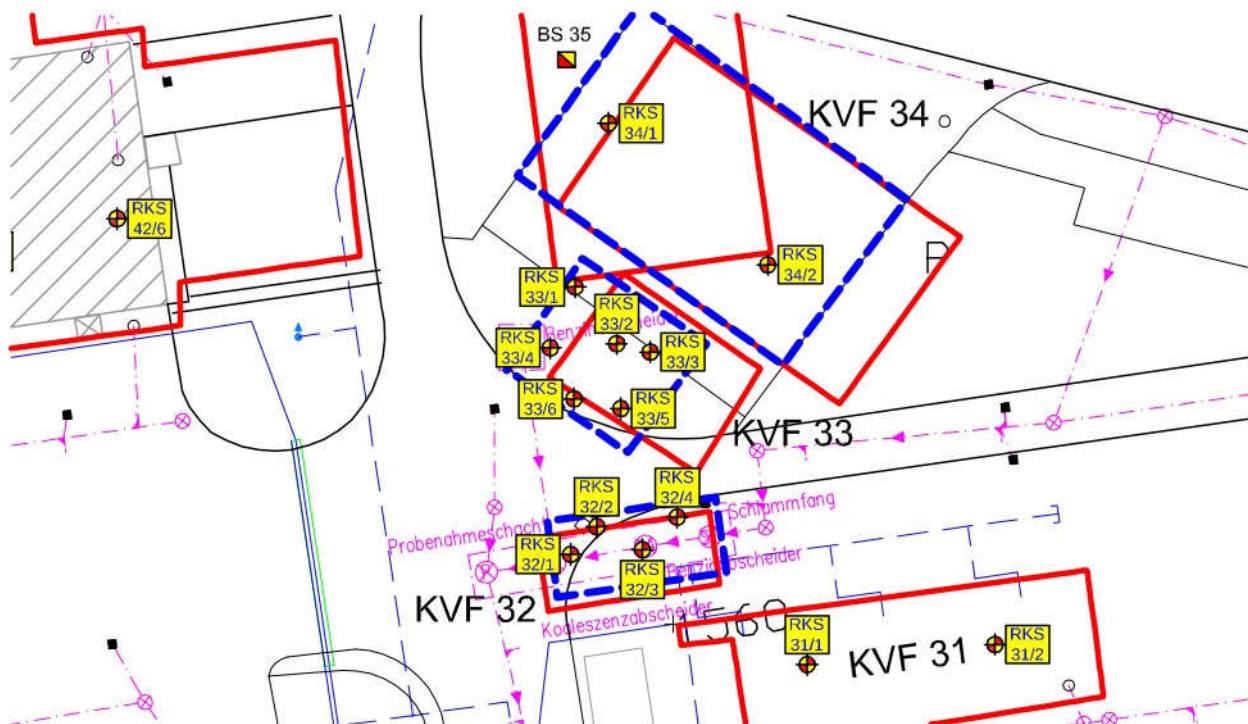 BS 35
RKS
34/1
KVF 34
RKS
42/6
RKS
34/2
P
RKS
33/1
RKS
33/2
RKS
33/4
RKS
33/3
RKS
33/6
RKS
33/5
KVF 33
RKS
32/2
RKS
32/4
Schlammfang
Probenahmeschach
RKS
32/1
RKS
32/3
Benzinabscheider
KVF 32
Koaleszenzabscheider
560
RKS
31/1
KVF 31
RKS
31/2